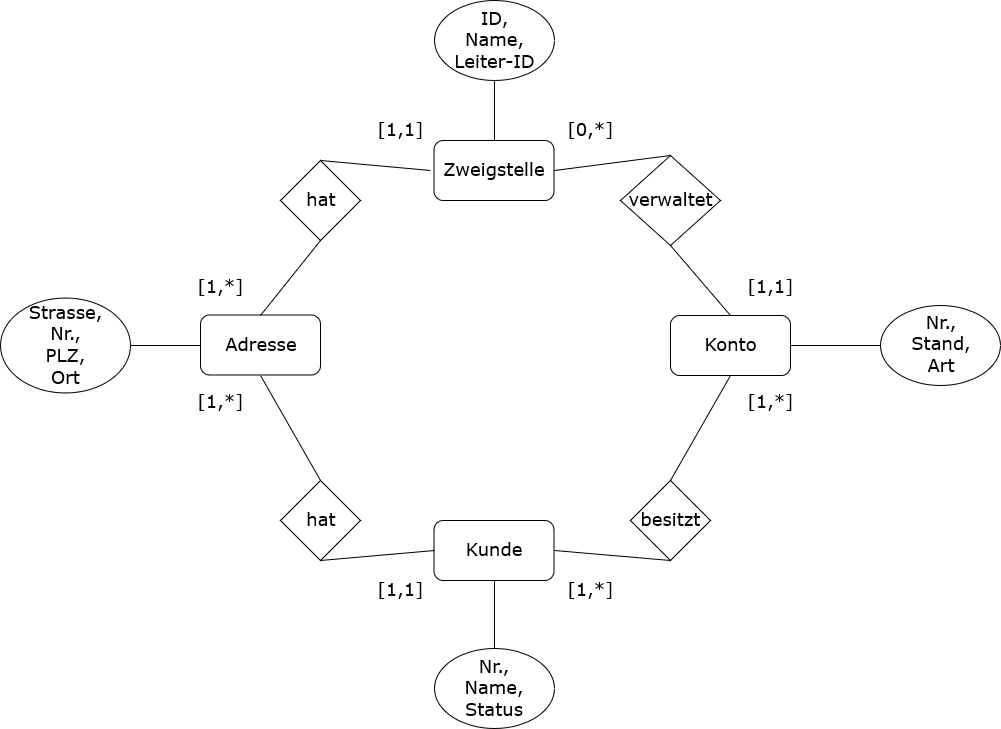 ID,
Name,
Leiter-ID
[1,1]
[0,*]
Zweigstelle
hat
verwaltet
[1,*]
[1,1]
Strasse,
Nr.,
PLZ,
Ort
Adresse
Konto
Nr.,
Stand,
Art
[1,*]
[1,*]
hat
besitzt
Kunde
[1,1]
[1,*]
Nr.,
Name,
Status